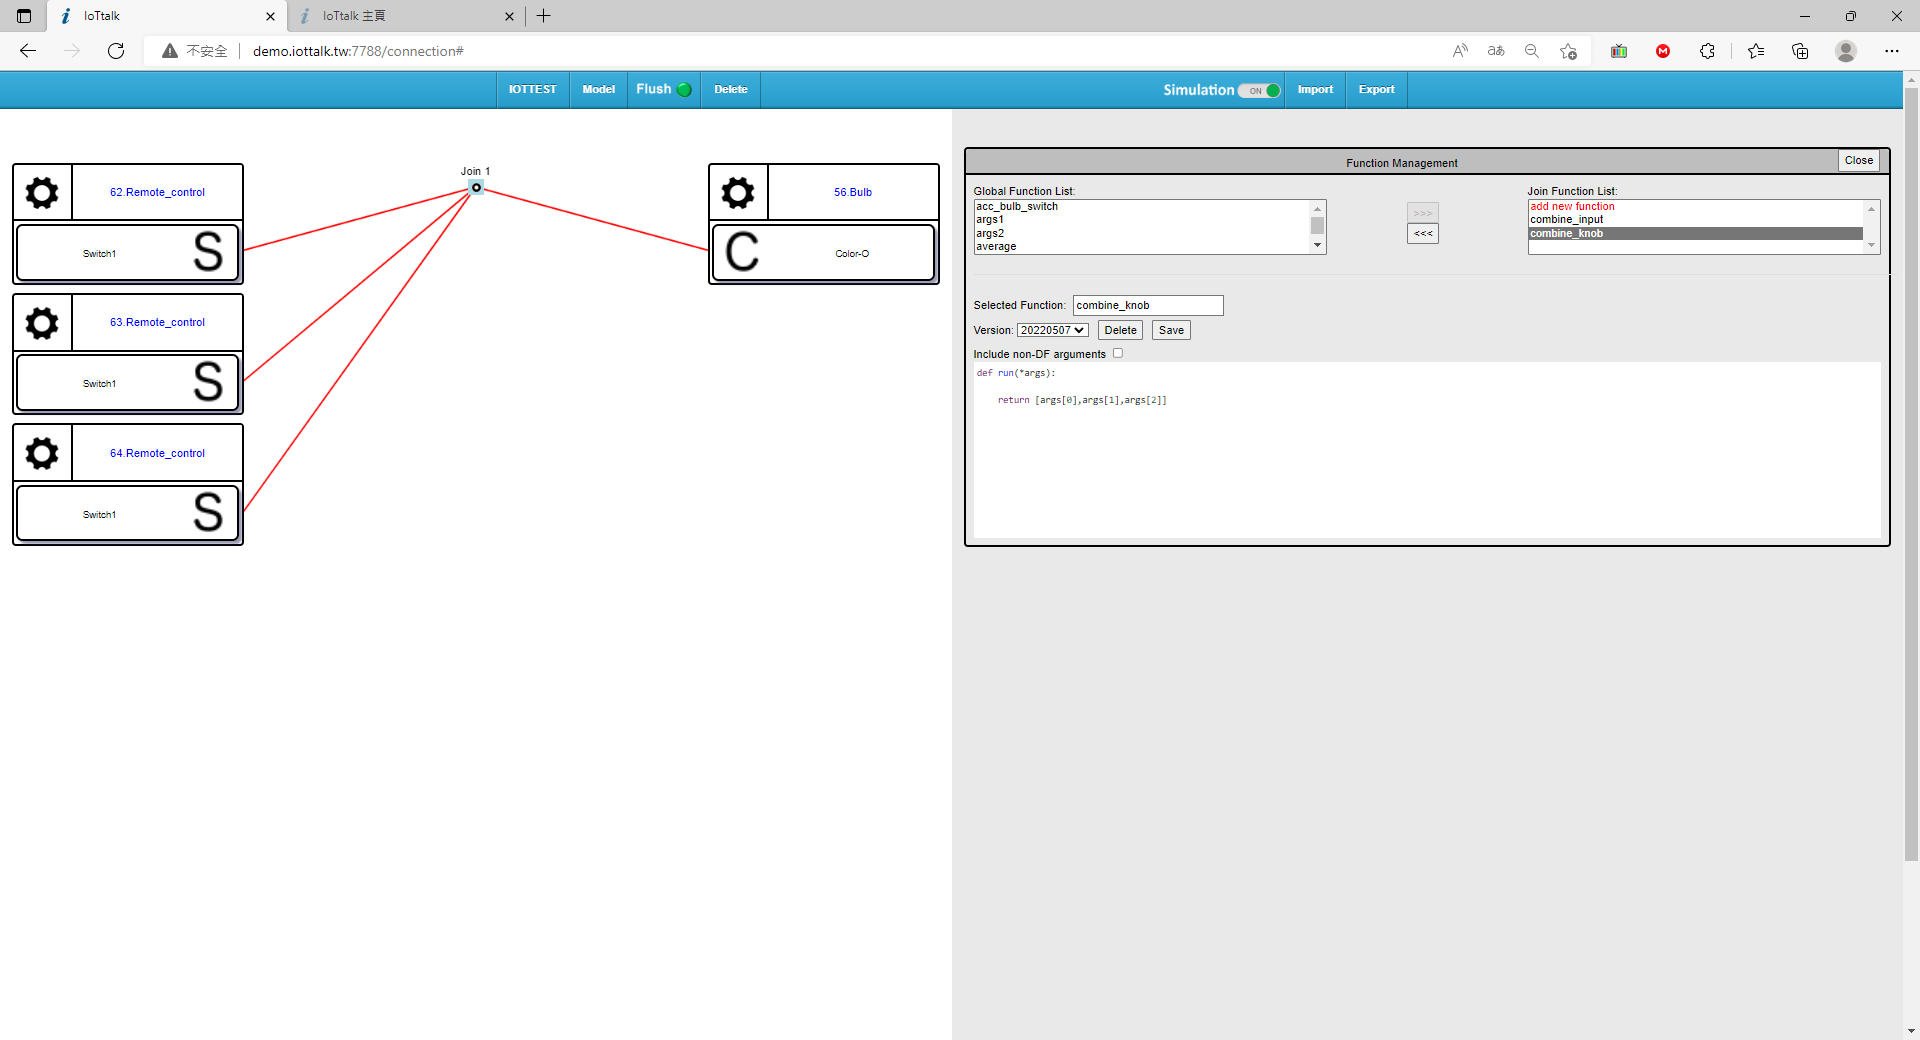 IoTtalk
IoTtalk 主頁
不安全
demo.iottalk.tw:7788/connection#
IOTTEST
Model
Flush
Delete
Simulation
ON
Import
Export
Join 1
62.Remote_control
Switch1
S
63.Remote_control
Switch1
S
64.Remote_control
Switch1
S
56.Bulb
C
Color-O
Function Management
Close
Global Function List:
acc_bulb_switch
args1
args2
average
>>>
<<<
Join Function List:
add new function
combine_input
combine_knob
Selected Function: combine_knob
Version: 20220507 Delete Save
Include non-DF arguments
def run(*args):
return [args[0],args[1],args[2]]